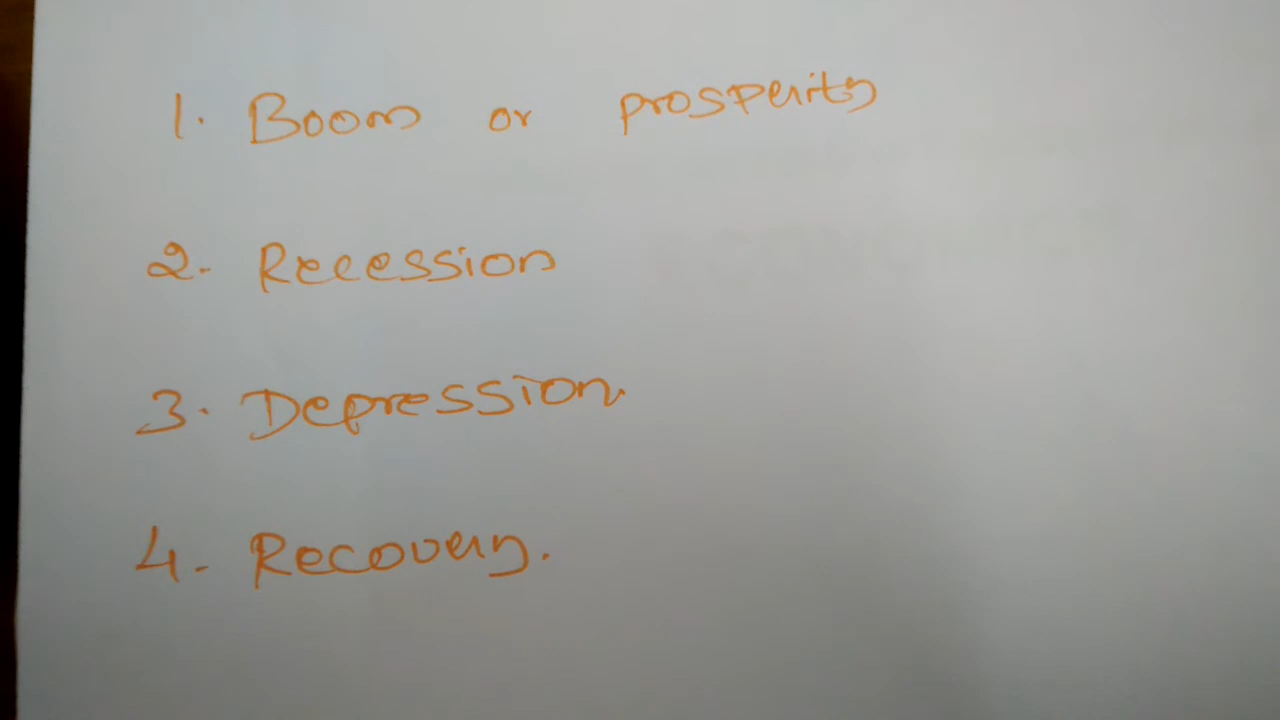 1. Boom or prosperity
2. Recession
3. Depression.
4. Recovery.